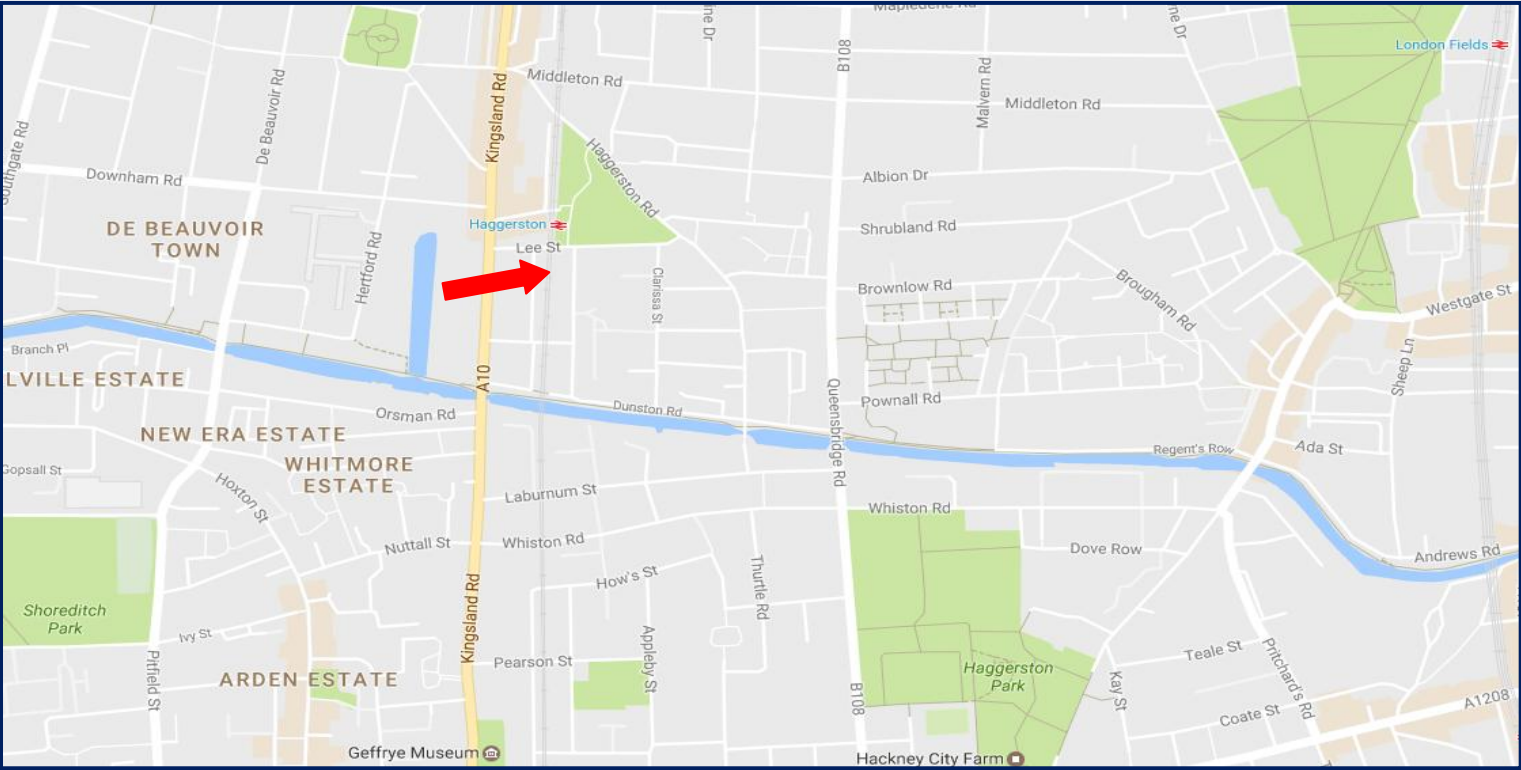 Mapledene Rd
ne Dr
ne Dr
London Fields
B108
Middleton Rd
Malvern Rd
Middleton Rd
Kingsland Rd
De Beauvoir Rd
Southgate Rd
Haggerston Rd
Downham Rd
Albion Dr
DE BEAUVOIR
TOWN
Haggerston
Shrubland Rd
Lee St
Hertford Rd
Clarissa St
Brownlow Rd
Brougham Rd
Westgate St
Branch Pl
Sheep Ln
LVILLE ESTATE
A10
Queensbridge Rd
Pownall Rd
Orsman Rd
Dunston Rd
NEW ERA ESTATE
Regent's Row
Ada St
WHITMORE
ESTATE
Gopsall St
Hoxton St
Laburnum St
Whiston Rd
Nuttall St
Whiston Rd
Dove Row
Andrews Rd
How's St
Thurtle Rd
Shoreditch
Park
Kingsland Rd
Ivy St
Appleby St
Teale St
Pritchard's Rd
Pitfield St
Pearson St
Haggerston
Park
ARDEN ESTATE
Kay St
B108
A1208
Coate St
Geffrye Museum
Hackney City Farm